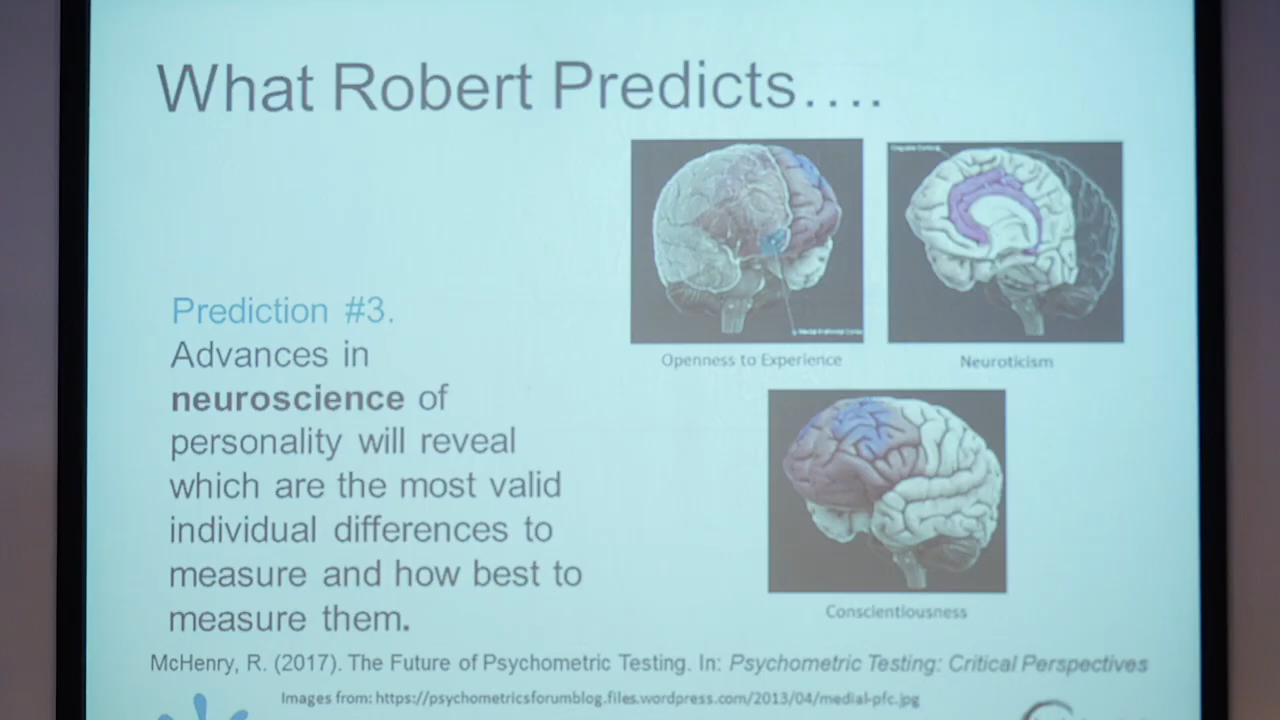 What Robert Predicts....
Openness to Experience
Neuroticism
Prediction #3.
Advances in
neuroscience of
personality will reveal
which are the most valid
individual differences to
measure and how best to
measure them.
Conscientiousness
McHenry, R. (2017). The Future of Psychometric Testing. In: Psychometric Testing: Critical Perspectives
Images from: https://psychometricsforumblog.files.wordpress.com/2013/04/medial-pfc.jpg